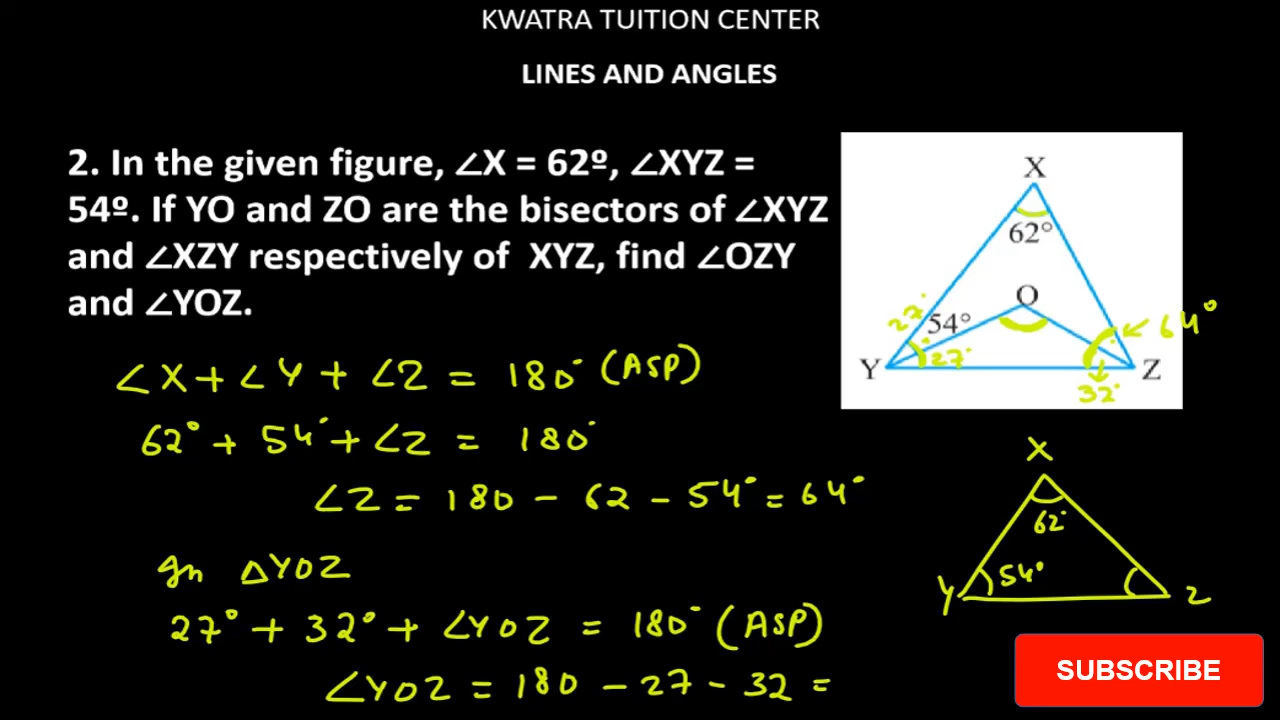 KWATRA TUITION CENTER
LINES AND ANGLES
2. In the given figure, ∠X = 62º, ∠XYZ =
54º. If YO and ZO are the bisectors of ∠XYZ
and ∠XZY respectively of XYZ, find ∠OZY
and ∠YOZ.
X
62°
O
27°
54°
64°
Y
27°
Z
32°
∠X + ∠Y + ∠Z = 180° (ASP)
62° + 54° + ∠Z = 180°
∠Z = 180 - 62 - 54° = 64°
In △YOZ
27° + 32° + ∠YOZ = 180° (ASP)
∠YOZ = 180 - 27 - 32 =
X
62°
54°
Y
Z
SUBSCRIBE